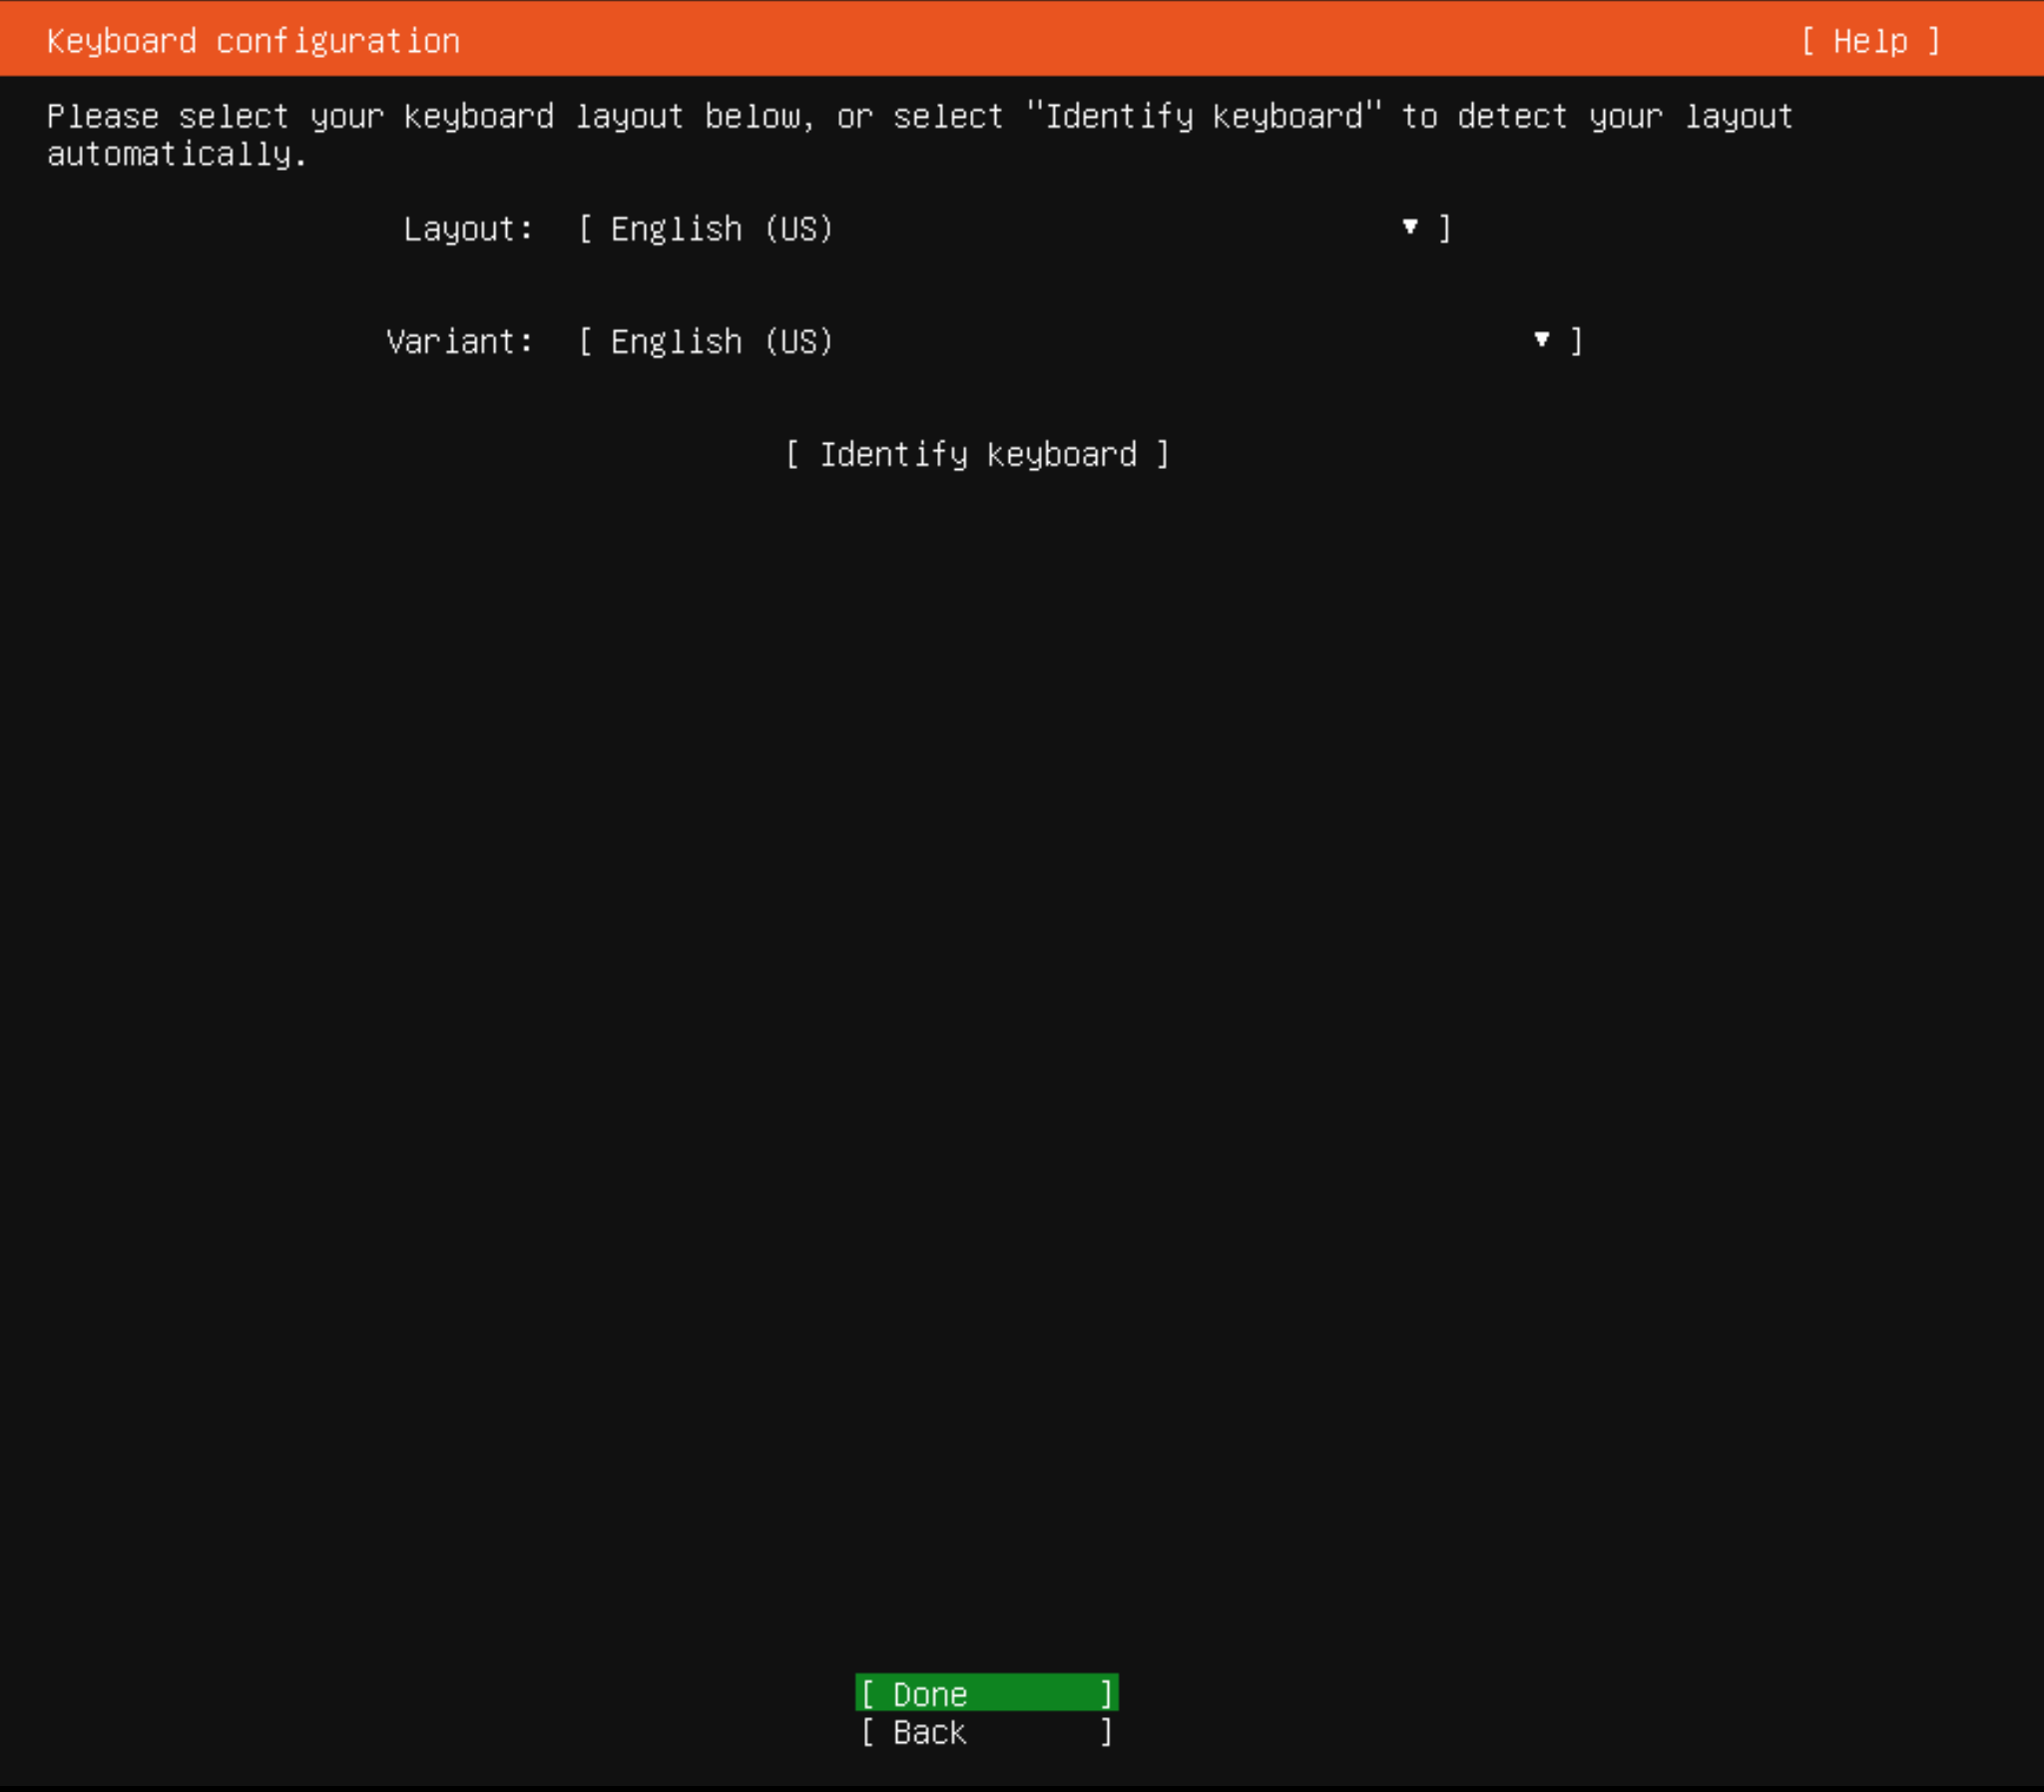 Keyboard configuration [ Help ]
Please select your keyboard layout below, or select "Identify keyboard" to detect your layout
automatically.
Layout: [ English (US) ▼ ]
Variant: [ English (US) ▼ ]
[ Identify keyboard ]
[ Done ]
[ Back ]